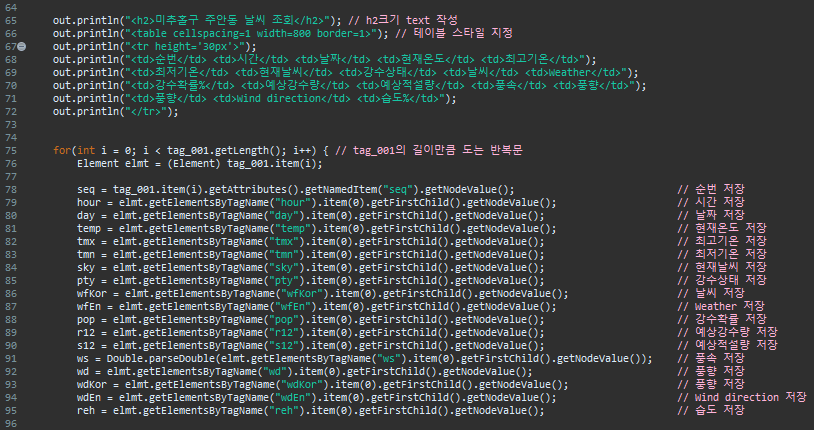 64
65 out.println("<h2>미추홀구 주안동 날씨 조회</h2>"); // h2크기 text 작성
66 out.println("<table cellspacing=1 width=800 border=1>"); // 테이블 스타일 지정
67 out.println("<tr height='30px'>");
68 out.println("<td>순번</td> <td>시간</td> <td>날짜</td> <td>현재온도</td> <td>최고기온</td>");
69 out.println("<td>최저기온</td> <td>현재날씨</td> <td>강수상태</td> <td>날씨</td> <td>Weather</td>");
70 out.println("<td>강수확률%</td> <td>예상강수량</td> <td>예상적설량</td> <td>풍속</td> <td>풍향</td>");
71 out.println("<td>풍향</td> <td>Wind direction</td> <td>습도%</td>");
72 out.println("</tr>");
73
74
75 for(int i = 0; i < tag_001.getLength(); i++) { // tag_001의 길이만큼 도는 반복문
76 Element elmt = (Element) tag_001.item(i);
77
78 seq = tag_001.item(i).getAttributes().getNamedItem("seq").getNodeValue(); // 순번 저장
79 hour = elmt.getElementsByTagName("hour").item(0).getFirstChild().getNodeValue(); // 시간 저장
80 day = elmt.getElementsByTagName("day").item(0).getFirstChild().getNodeValue(); // 날짜 저장
81 temp = elmt.getElementsByTagName("temp").item(0).getFirstChild().getNodeValue(); // 현재온도 저장
82 tmx = elmt.getElementsByTagName("tmx").item(0).getFirstChild().getNodeValue(); // 최고기온 저장
83 tmn = elmt.getElementsByTagName("tmn").item(0).getFirstChild().getNodeValue(); // 최저기온 저장
84 sky = elmt.getElementsByTagName("sky").item(0).getFirstChild().getNodeValue(); // 현재날씨 저장
85 pty = elmt.getElementsByTagName("pty").item(0).getFirstChild().getNodeValue(); // 강수상태 저장
86 wfKor = elmt.getElementsByTagName("wfKor").item(0).getFirstChild().getNodeValue(); // 날씨 저장
87 wfEn = elmt.getElementsByTagName("wfEn").item(0).getFirstChild().getNodeValue(); // Weather 저장
88 pop = elmt.getElementsByTagName("pop").item(0).getFirstChild().getNodeValue(); // 강수확률 저장
89 r12 = elmt.getElementsByTagName("r12").item(0).getFirstChild().getNodeValue(); // 예상강수량 저장
90 s12 = elmt.getElementsByTagName("s12").item(0).getFirstChild().getNodeValue(); // 예상적설량 저장
91 ws = Double.parseDouble(elmt.getElementsByTagName("ws").item(0).getFirstChild().getNodeValue()); // 풍속 저장
92 wd = elmt.getElementsByTagName("wd").item(0).getFirstChild().getNodeValue(); // 풍향 저장
93 wdKor = elmt.getElementsByTagName("wdKor").item(0).getFirstChild().getNodeValue(); // 풍향 저장
94 wdEn = elmt.getElementsByTagName("wdEn").item(0).getFirstChild().getNodeValue(); // Wind direction 저장
95 reh = elmt.getElementsByTagName("reh").item(0).getFirstChild().getNodeValue(); // 습도 저장
96